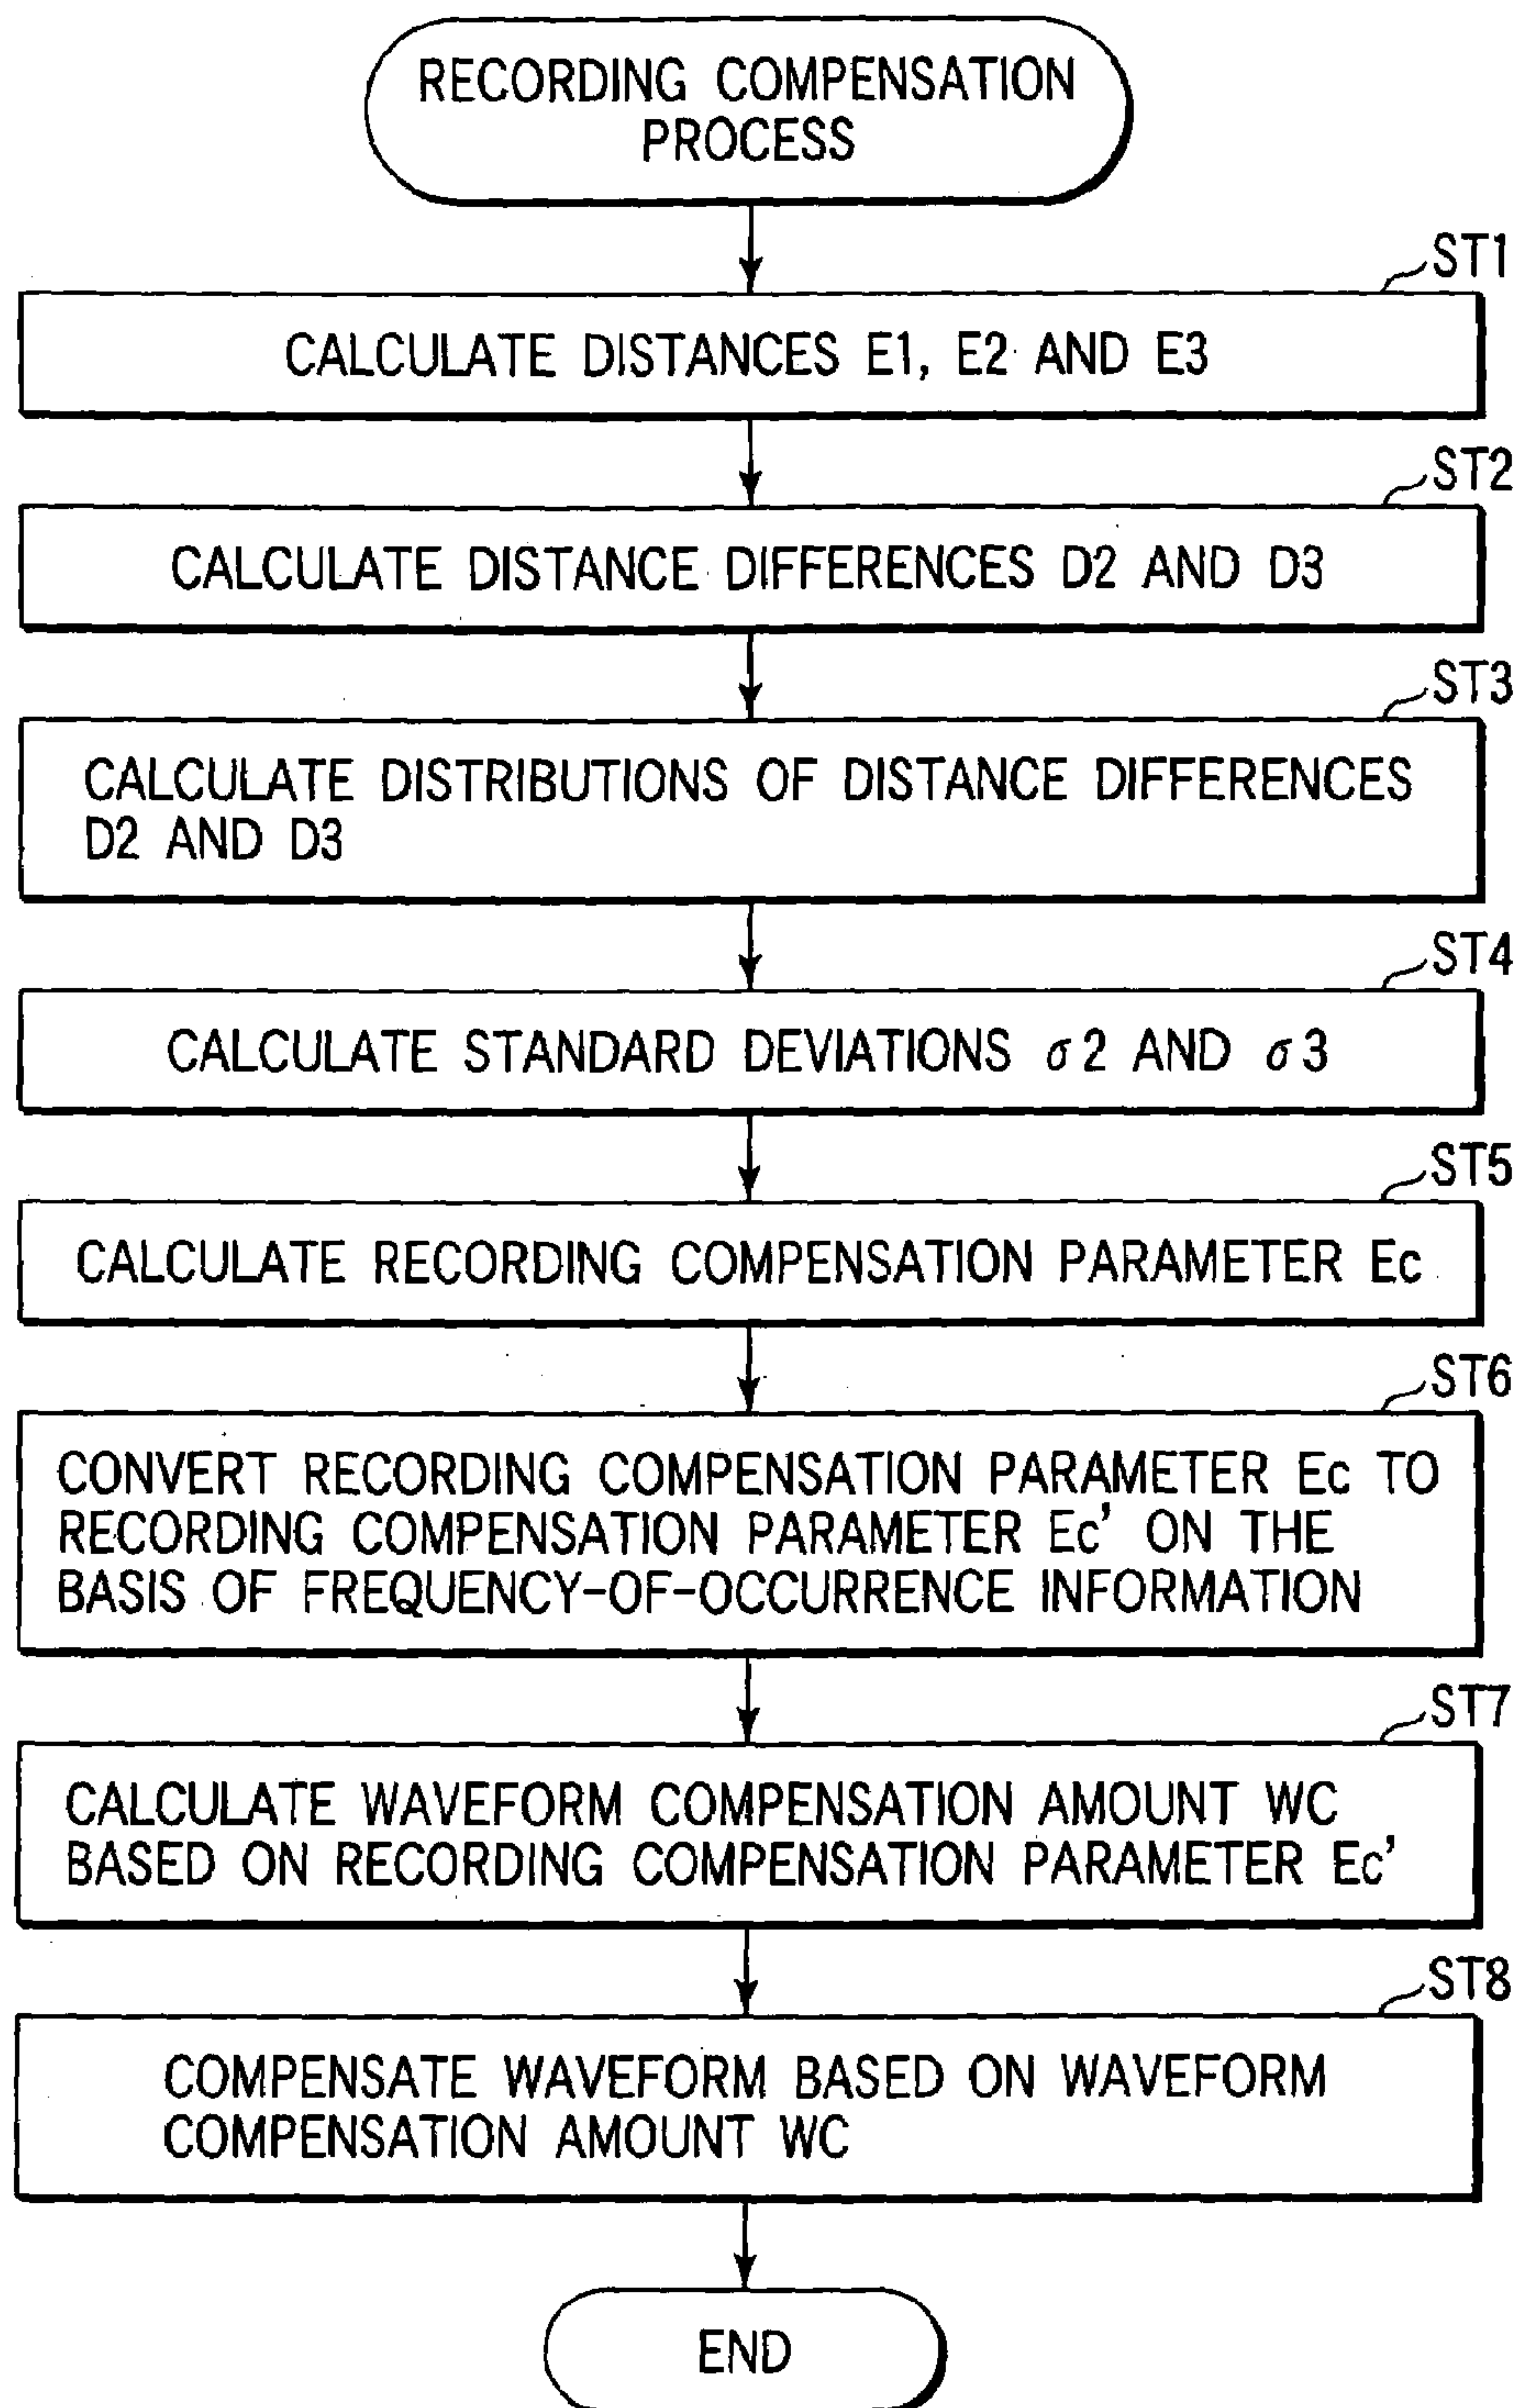 RECORDING COMPENSATION
PROCESS
ST1
CALCULATE DISTANCES E1, E2 AND E3
ST2
CALCULATE DISTANCE DIFFERENCES D2 AND D3
ST3
CALCULATE DISTRIBUTIONS OF DISTANCE DIFFERENCES
D2 AND D3
ST4
CALCULATE STANDARD DEVIATIONS σ2 AND σ3
ST5
CALCULATE RECORDING COMPENSATION PARAMETER Ec
ST6
CONVERT RECORDING COMPENSATION PARAMETER Ec TO
RECORDING COMPENSATION PARAMETER Ec' ON THE
BASIS OF FREQUENCY-OF-OCCURRENCE INFORMATION
ST7
CALCULATE WAVEFORM COMPENSATION AMOUNT WC
BASED ON RECORDING COMPENSATION PARAMETER Ec'
ST8
COMPENSATE WAVEFORM BASED ON WAVEFORM
COMPENSATION AMOUNT WC
END